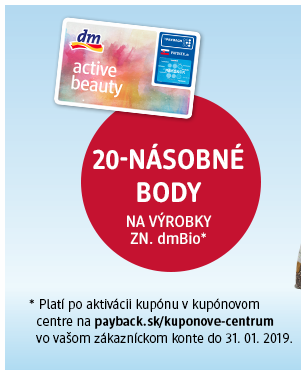 dm
active
beauty
20-NÁSOBNÉ
BODY
NA VÝROBKY
ZN. dmBio*
* Platí po aktivácii kupónu v kupónovom
centre na payback.sk/kuponove-centrum
vo vašom zákazníckom konte do 31. 01. 2019.